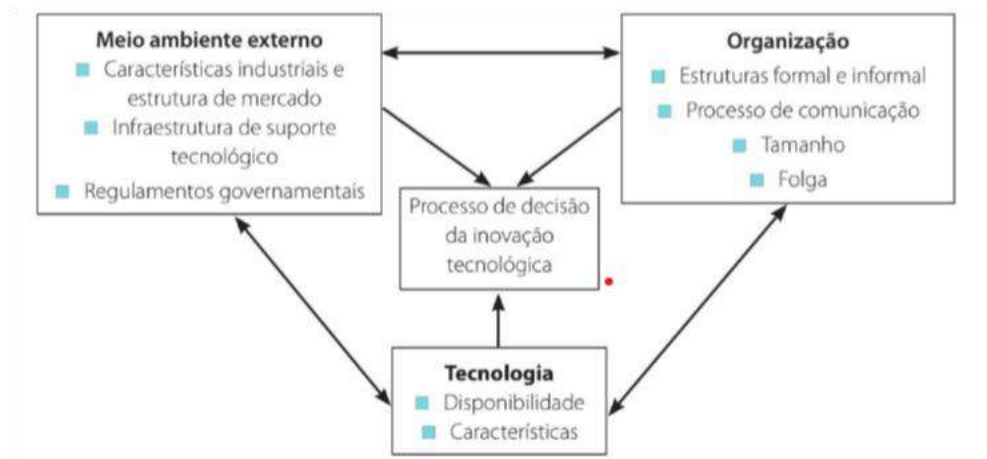 Meio ambiente externo
Características industriais e
estrutura de mercado
Infraestrutura de suporte
tecnológico
Regulamentos governamentais
Organização
Estruturas formal e informal
Processo de comunicação
Tamanho
Folga
Processo de decisão
da inovação
tecnológica
Tecnologia
Disponibilidade
Características